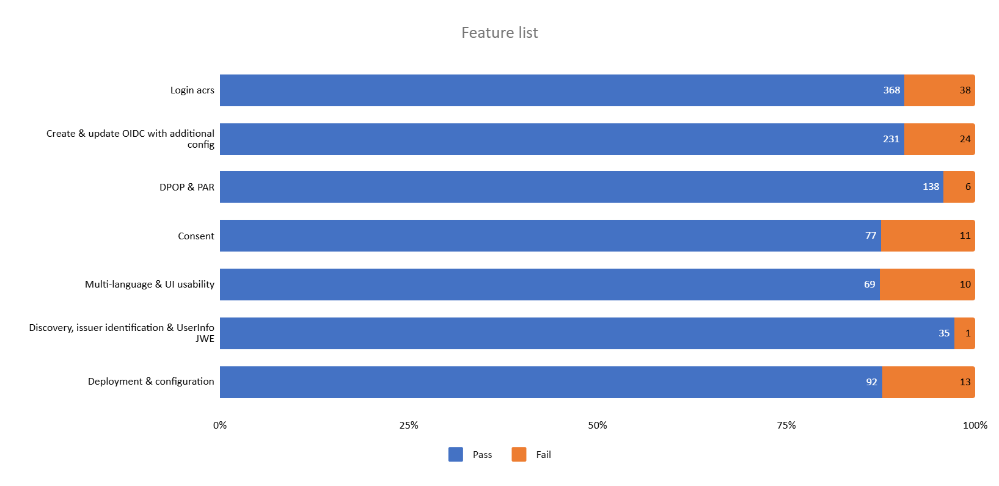 Feature list
Login acrs
368
38
Create & update OIDC with additional
config
231
24
DPOP & PAR
138
6
Consent
77
11
Multi-language & UI usability
69
10
Discovery, issuer identification & UserInfo
JWE
35
1
Deployment & configuration
92
13
0%
25%
50%
75%
100%
Pass
Fail